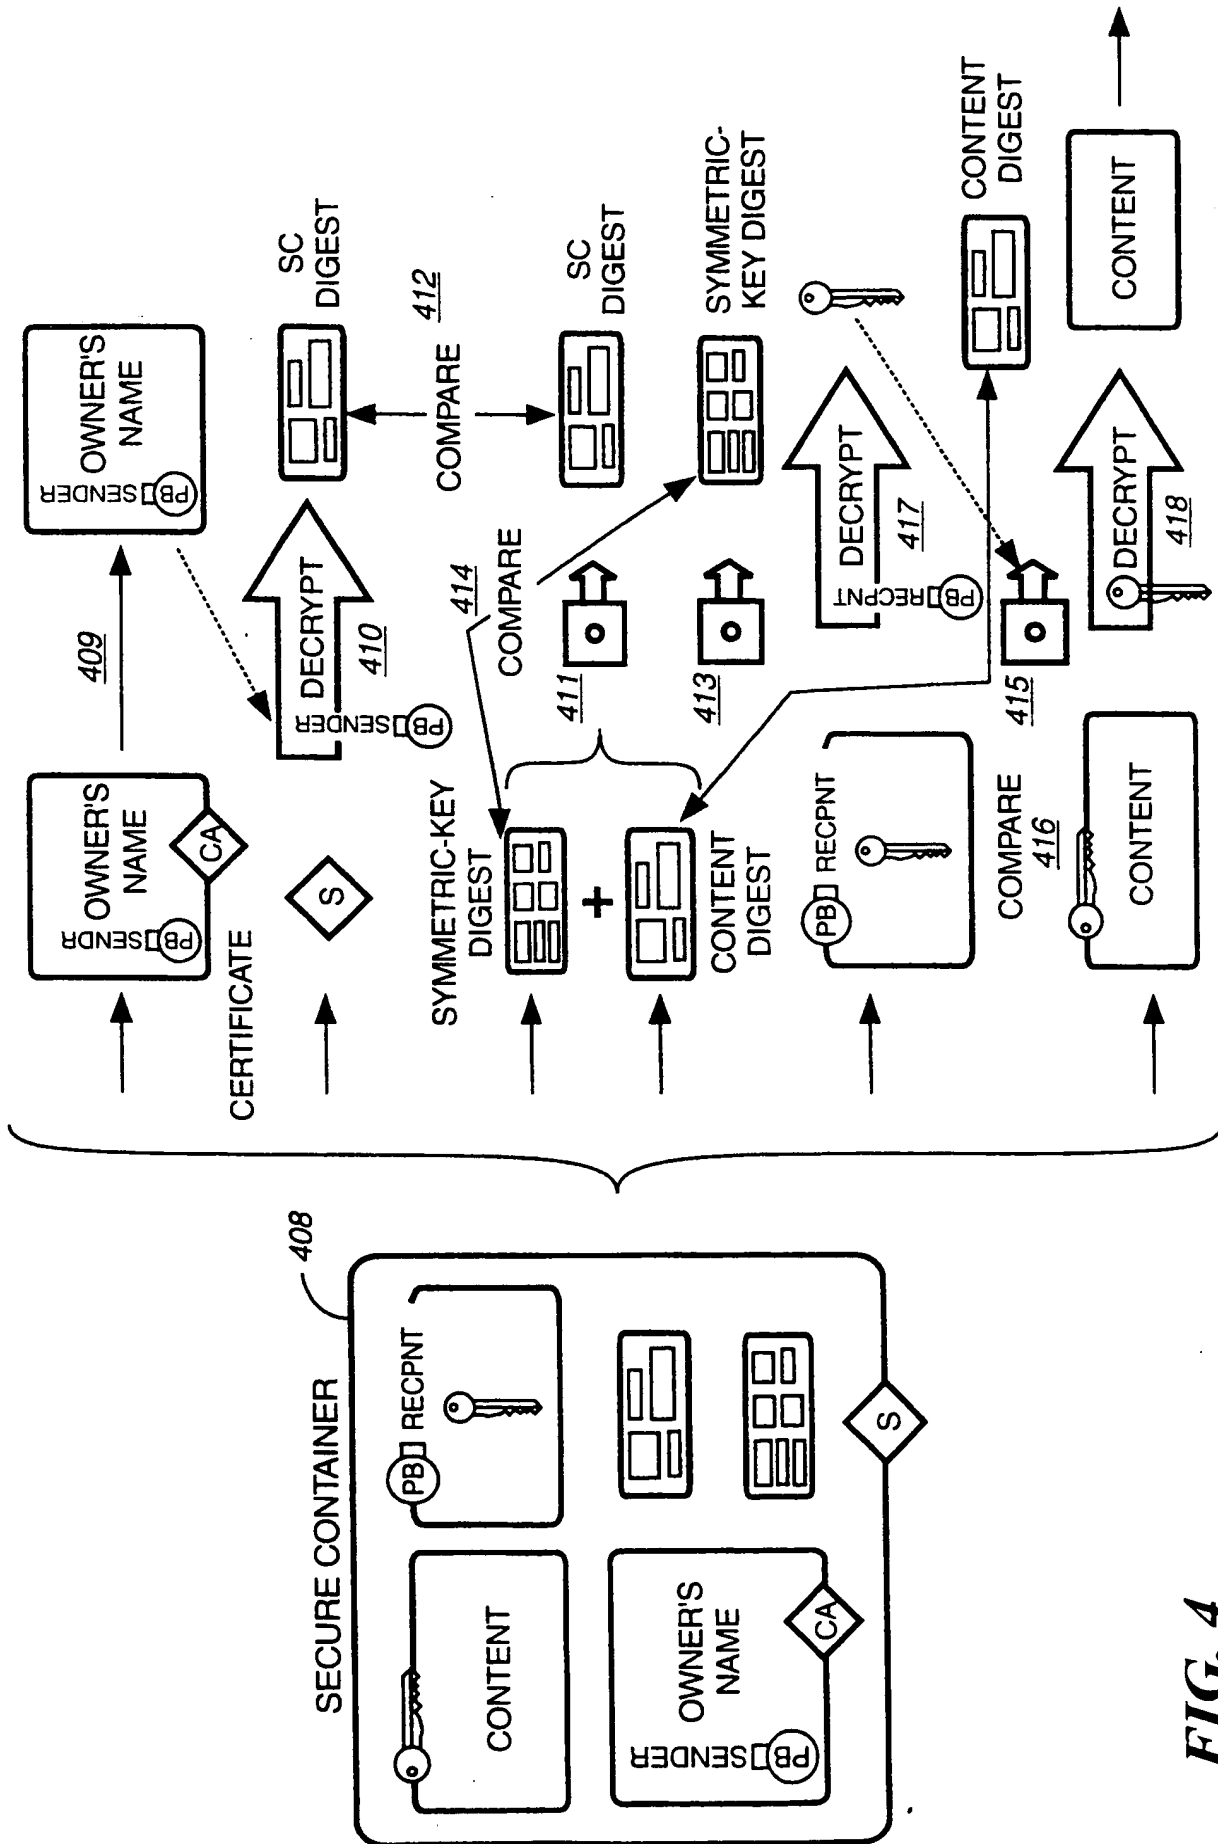 SECURE CONTAINER
408
CONTENT
PB RECPNT
PB SENDER
OWNER'S
NAME
CA
S
PB SENDR
OWNER'S
NAME
CA
CERTIFICATE
409
PB SENDER
OWNER'S
NAME
S
PB SENDER
DECRYPT
410
SC
DIGEST
COMPARE
412
SYMMETRIC-KEY
DIGEST
+
CONTENT
DIGEST
COMPARE
414
411
SC
DIGEST
413
SYMMETRIC-
KEY DIGEST
PB RECPNT
PB RECPNT
DECRYPT
417
COMPARE
416
415
CONTENT
DIGEST
CONTENT
DECRYPT
418
CONTENT
FIG. 4